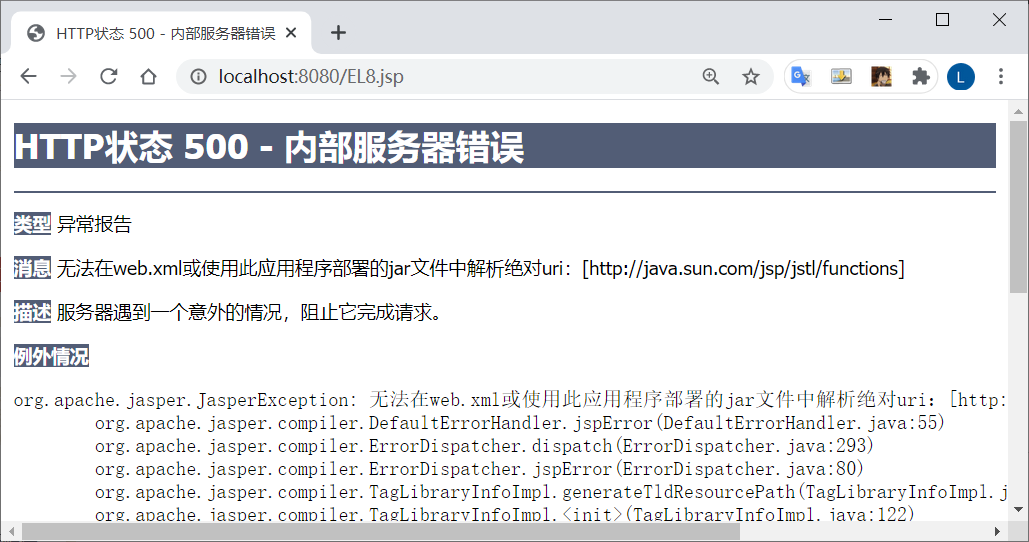 HTTP状态 500 - 内部服务器错误
localhost:8080/EL8.jsp
L
HTTP状态 500 - 内部服务器错误
类型 异常报告
消息 无法在web.xml或使用此应用程序部署的jar文件中解析绝对uri：[http://java.sun.com/jsp/jstl/functions]
描述 服务器遇到一个意外的情况，阻止它完成请求。
例外情况
org.apache.jasper.JasperException: 无法在web.xml或使用此应用程序部署的jar文件中解析绝对uri：[http:
org.apache.jasper.compiler.DefaultErrorHandler.jspError(DefaultErrorHandler.java:55)
org.apache.jasper.compiler.ErrorDispatcher.dispatch(ErrorDispatcher.java:293)
org.apache.jasper.compiler.ErrorDispatcher.jspError(ErrorDispatcher.java:80)
org.apache.jasper.compiler.TagLibraryInfoImpl.generateTldResourcePath(TagLibraryInfoImpl.j
org.apache.jasper.compiler.TagLibraryInfoImpl.<init>(TagLibraryInfoImpl.java:122)